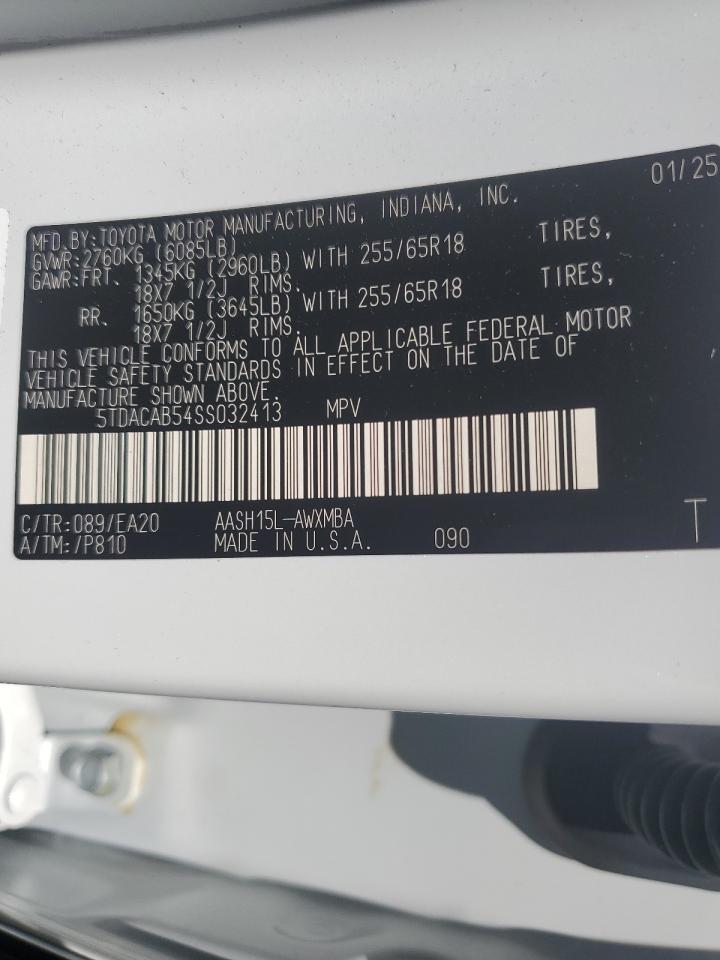 01/25
MFD.BY:TOYOTA MOTOR MANUFACTURING, INDIANA, INC.
GVWR:2760KG (6085LB)
GAWR:FRT. 1345KG (2960LB) WITH 255/65R18 TIRES,
18X7 1/2J RIMS.
RR. 1650KG (3645LB) WITH 255/65R18 TIRES,
18X7 1/2J RIMS.
THIS VEHICLE CONFORMS TO ALL APPLICABLE FEDERAL MOTOR
VEHICLE SAFETY STANDARDS IN EFFECT ON THE DATE OF
MANUFACTURE SHOWN ABOVE.
5TDACAB54SS032413 MPV
C/TR:089/EA20 AASH15L-AWXMBA
A/TM:/P810 MADE IN U.S.A. 090 T